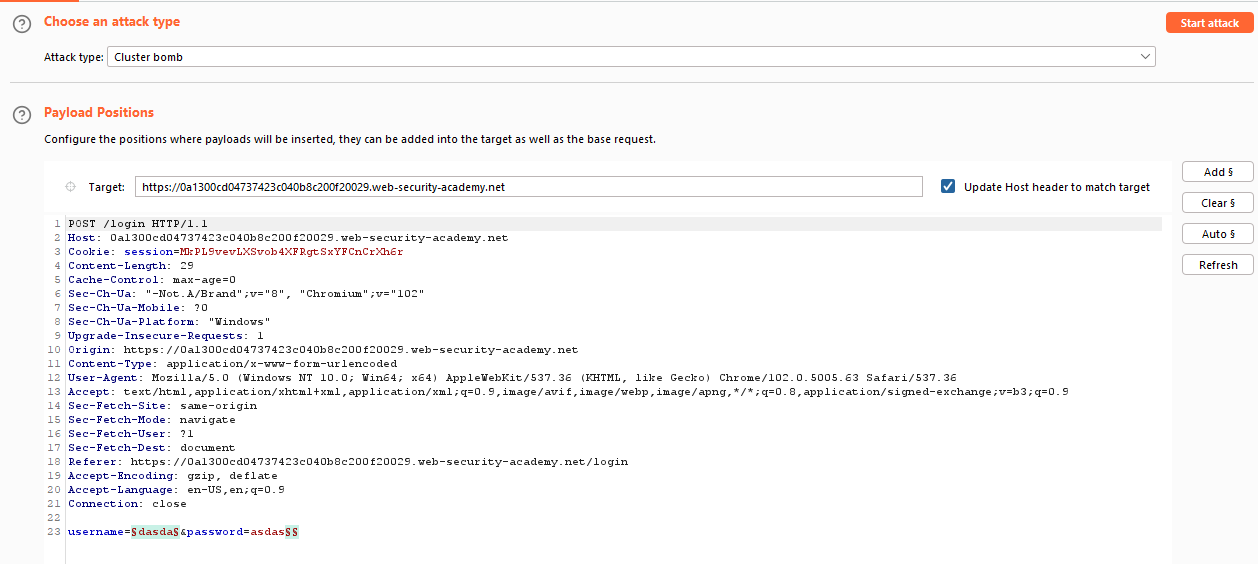 Choose an attack type
Start attack
Attack type: Cluster bomb
Payload Positions
Configure the positions where payloads will be inserted, they can be added into the target as well as the base request.
Target: https://0a1300cd04737423c040b8c200f20029.web-security-academy.net
Update Host header to match target
Add §
Clear §
Auto §
Refresh
1 POST /login HTTP/1.1
2 Host: 0a1300cd04737423c040b8c200f20029.web-security-academy.net
3 Cookie: session=MkPL9vevLXSvob4XFRgtSxYFCnCrXh6r
4 Content-Length: 29
5 Cache-Control: max-age=0
6 Sec-Ch-Ua: "-Not.A/Brand";v="8", "Chromium";v="102"
7 Sec-Ch-Ua-Mobile: ?0
8 Sec-Ch-Ua-Platform: "Windows"
9 Upgrade-Insecure-Requests: 1
10 Origin: https://0a1300cd04737423c040b8c200f20029.web-security-academy.net
11 Content-Type: application/x-www-form-urlencoded
12 User-Agent: Mozilla/5.0 (Windows NT 10.0; Win64; x64) AppleWebKit/537.36 (KHTML, like Gecko) Chrome/102.0.5005.63 Safari/537.36
13 Accept: text/html,application/xhtml+xml,application/xml;q=0.9,image/avif,image/webp,image/apng,*/*;q=0.8,application/signed-exchange;v=b3;q=0.9
14 Sec-Fetch-Site: same-origin
15 Sec-Fetch-Mode: navigate
16 Sec-Fetch-User: ?1
17 Sec-Fetch-Dest: document
18 Referer: https://0a1300cd04737423c040b8c200f20029.web-security-academy.net/login
19 Accept-Encoding: gzip, deflate
20 Accept-Language: en-US,en;q=0.9
21 Connection: close
22
23 username=§dasda§&password=asdas§§